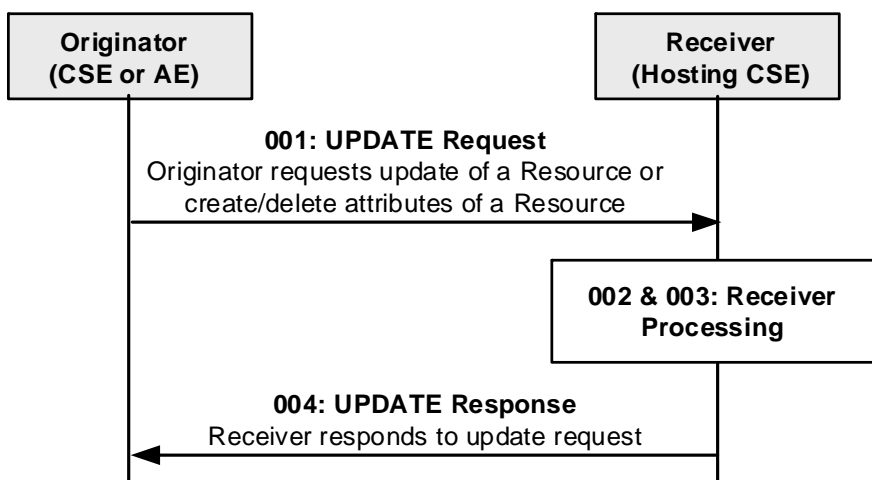 Originator
(CSE or AE)
Receiver
(Hosting CSE)
001: UPDATE Request
Originator requests update of a Resource or
create/delete attributes of a Resource
002 & 003: Receiver
Processing
004: UPDATE Response
Receiver responds to update request